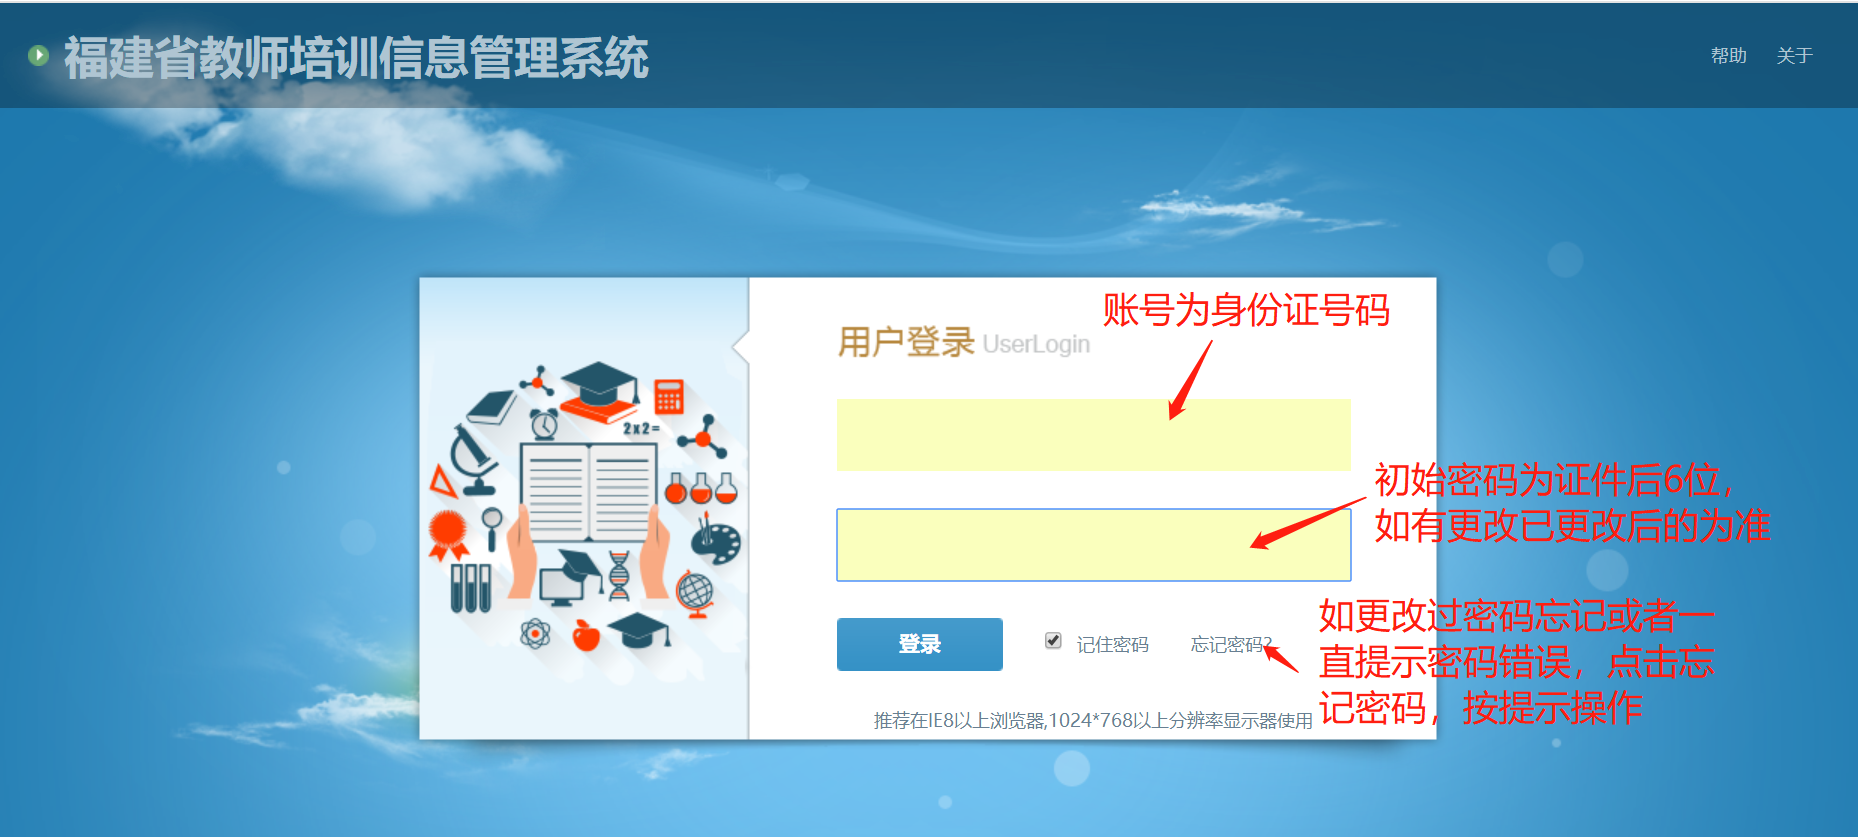 福建省教师培训信息管理系统
帮助 关于
账号为身份证号码
用户登录 UserLogin
2x2=
初始密码为证件后6位，
如有更改已更改后的为准
登录 记住密码 忘记密码?
如更改过密码忘记或者一
直提示密码错误，点击忘
记密码，按提示操作
推荐在IE8以上浏览器,1024*768以上分辨率显示器使用